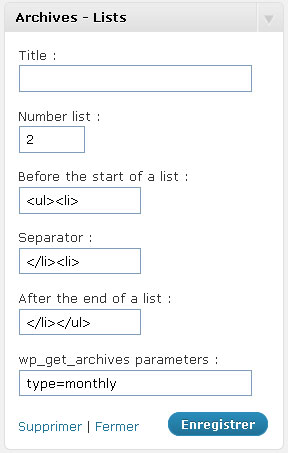 Archives - Lists
Title :
Number list :
2
Before the start of a list :
<ul><li>
Separator :
</li><li>
After the end of a list :
</li></ul>
wp_get_archives parameters :
type=monthly
Supprimer | Fermer Enregistrer